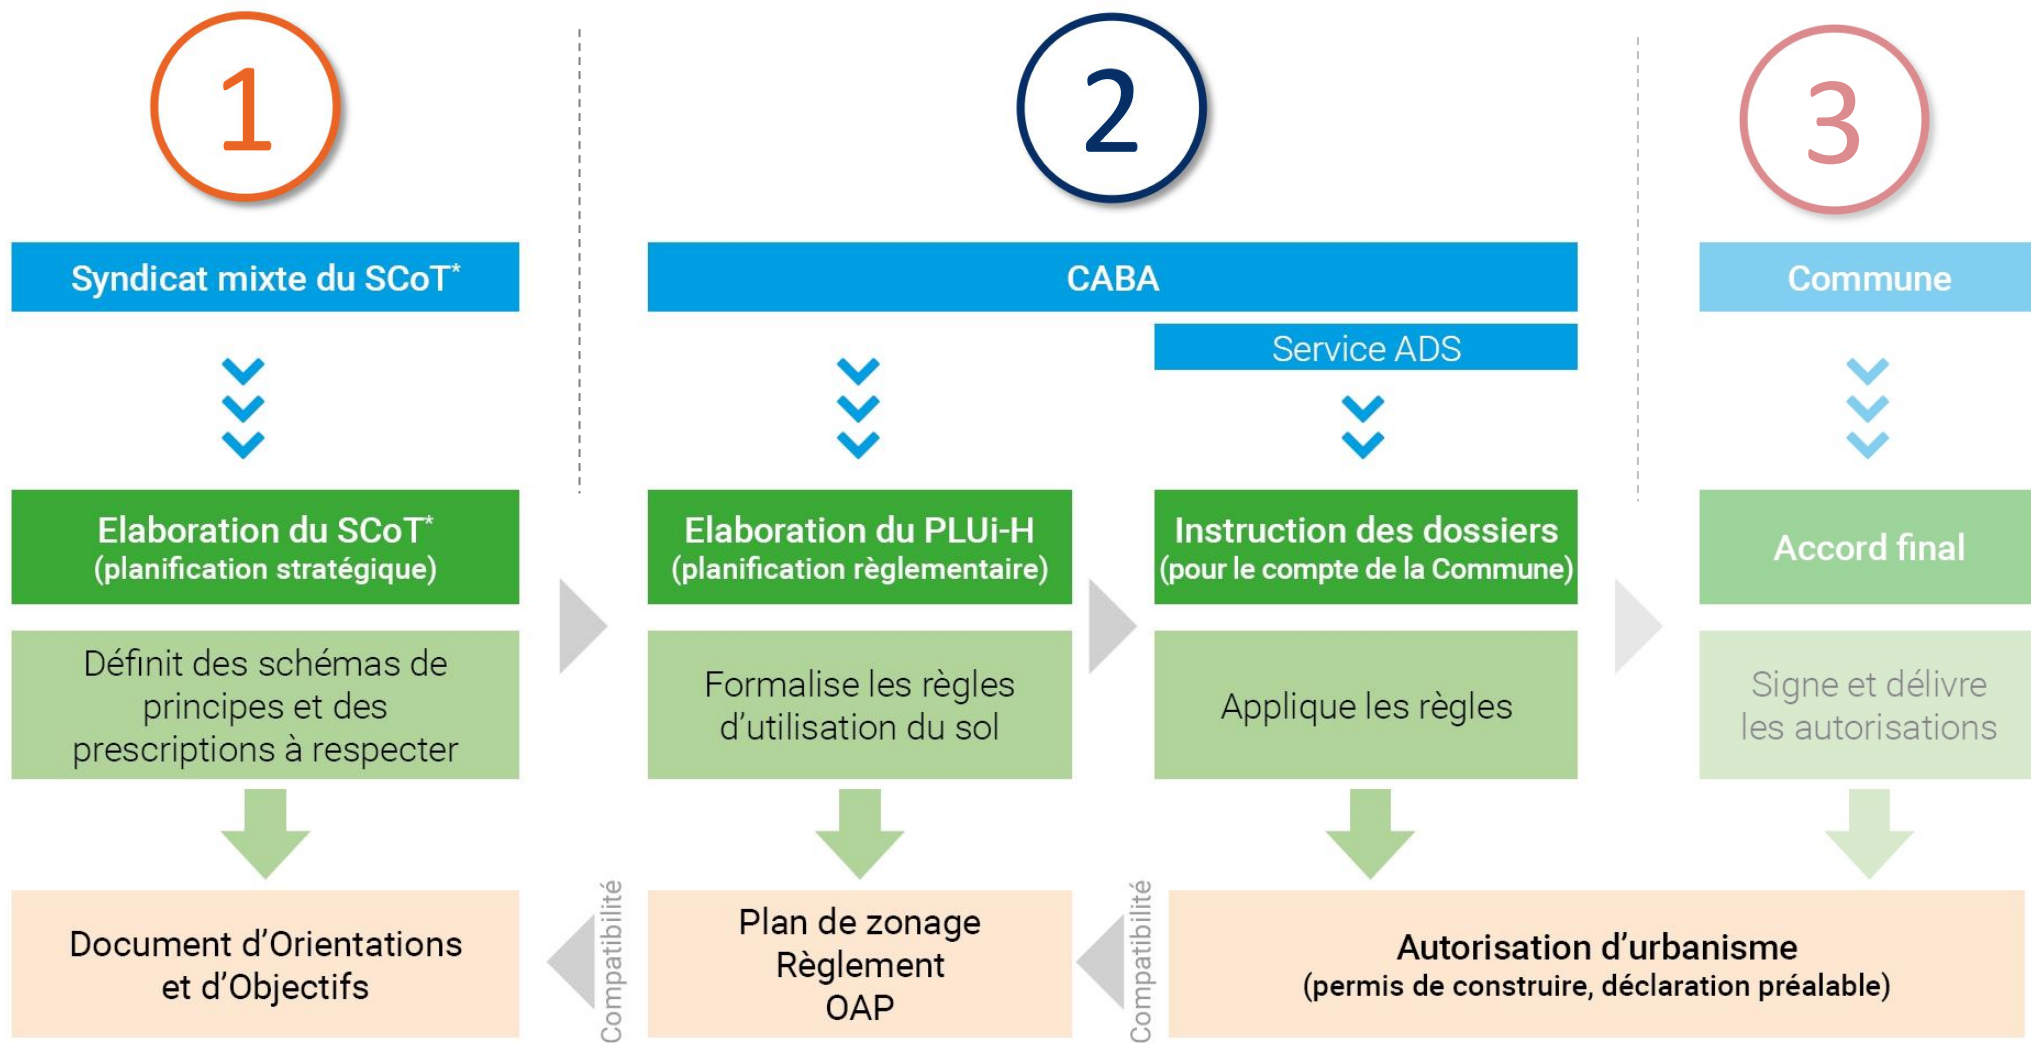 1
2
3
Syndicat mixte du SCoT*
CABA
Commune
Service ADS
Elaboration du SCoT*
(planification stratégique)
Elaboration du PLUi-H
(planification règlementaire)
Instruction des dossiers
(pour le compte de la Commune)
Accord final
Définit des schémas de
principes et des
prescriptions à respecter
Formalise les règles
d’utilisation du sol
Applique les règles
Signe et délivre
les autorisations
Document d’Orientations
et d’Objectifs
Compatibilité
Plan de zonage
Règlement
OAP
Compatibilité
Autorisation d’urbanisme
(permis de construire, déclaration préalable)